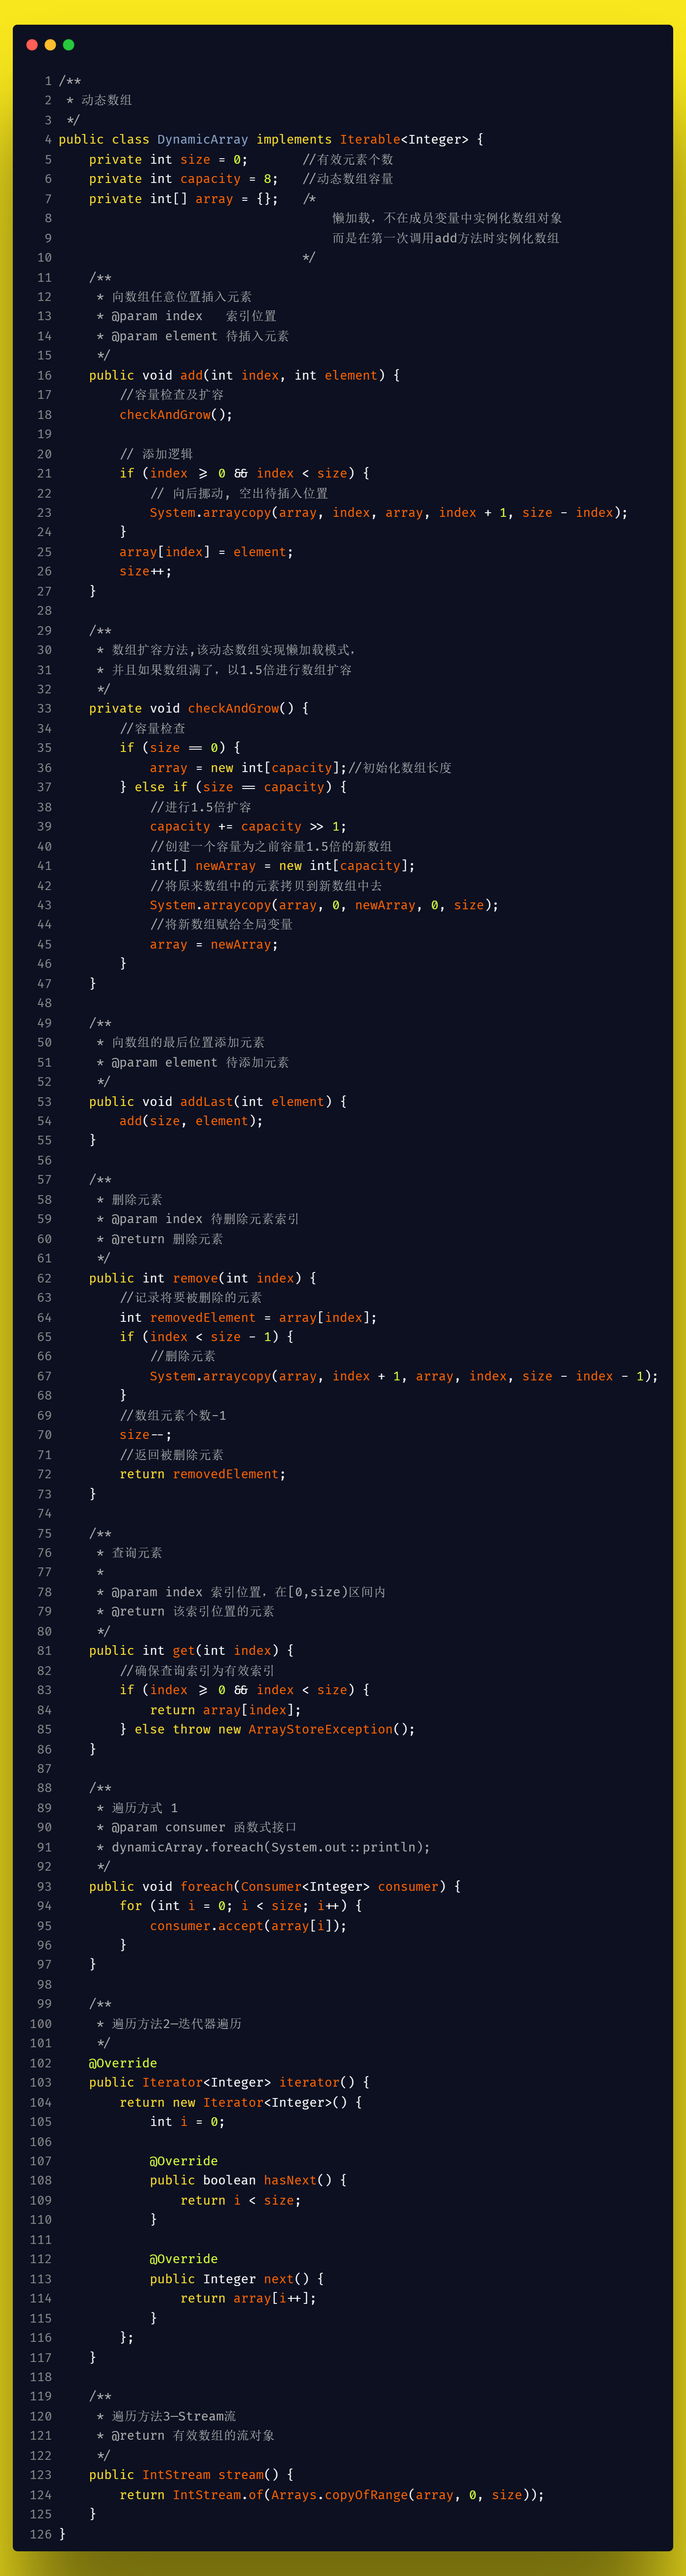 1 /**
2  * 动态数组
3  */
4 public class DynamicArray implements Iterable<Integer> {
5     private int size = 0;       //有效元素个数
6     private int capacity = 8;   //动态数组容量
7     private int[] array = {};   /*
8                                     懒加载，不在成员变量中实例化数组对象
9                                     而是在第一次调用add方法时实例化数组
10                                 */
11     /**
12      * 向数组任意位置插入元素
13      * @param index   索引位置
14      * @param element 待插入元素
15      */
16     public void add(int index, int element) {
17         //容量检查及扩容
18         checkAndGrow();
19
20         // 添加逻辑
21         if (index >= 0 && index < size) {
22             // 向后挪动, 空出待插入位置
23             System.arraycopy(array, index, array, index + 1, size - index);
24         }
25         array[index] = element;
26         size++;
27     }
28
29     /**
30      * 数组扩容方法,该动态数组实现懒加载模式，
31      * 并且如果数组满了，以1.5倍进行数组扩容
32      */
33     private void checkAndGrow() {
34         //容量检查
35         if (size == 0) {
36             array = new int[capacity];//初始化数组长度
37         } else if (size == capacity) {
38             //进行1.5倍扩容
39             capacity += capacity >> 1;
40             //创建一个容量为之前容量1.5倍的新数组
41             int[] newArray = new int[capacity];
42             //将原来数组中的元素拷贝到新数组中去
43             System.arraycopy(array, 0, newArray, 0, size);
44             //将新数组赋给全局变量
45             array = newArray;
46         }
47     }
48
49     /**
50      * 向数组的最后位置添加元素
51      * @param element 待添加元素
52      */
53     public void addLast(int element) {
54         add(size, element);
55     }
56
57     /**
58      * 删除元素
59      * @param index 待删除元素索引
60      * @return 删除元素
61      */
62     public int remove(int index) {
63         //记录将要被删除的元素
64         int removedElement = array[index];
65         if (index < size - 1) {
66             //删除元素
67             System.arraycopy(array, index + 1, array, index, size - index - 1);
68         }
69         //数组元素个数-1
70         size--;
71         //返回被删除元素
72         return removedElement;
73     }
74
75     /**
76      * 查询元素
77      *
78      * @param index 索引位置，在[0,size)区间内
79      * @return 该索引位置的元素
80      */
81     public int get(int index) {
82         //确保查询索引为有效索引
83         if (index >= 0 && index < size) {
84             return array[index];
85         } else throw new ArrayStoreException();
86     }
87
88     /**
89      * 遍历方式 1
90      * @param consumer 函数式接口
91      * dynamicArray.foreach(System.out::println);
92      */
93     public void foreach(Consumer<Integer> consumer) {
94         for (int i = 0; i < size; i++) {
95             consumer.accept(array[i]);
96         }
97     }
98
99     /**
100      * 遍历方法2—迭代器遍历
101      */
102     @Override
103     public Iterator<Integer> iterator() {
104         return new Iterator<Integer>() {
105             int i = 0;
106
107             @Override
108             public boolean hasNext() {
109                 return i < size;
110             }
111
112             @Override
113             public Integer next() {
114                 return array[i++];
115             }
116         };
117     }
118
119     /**
120      * 遍历方法3—Stream流
121      * @return 有效数组的流对象
122      */
123     public IntStream stream() {
124         return IntStream.of(Arrays.copyOfRange(array, 0, size));
125     }
126 }